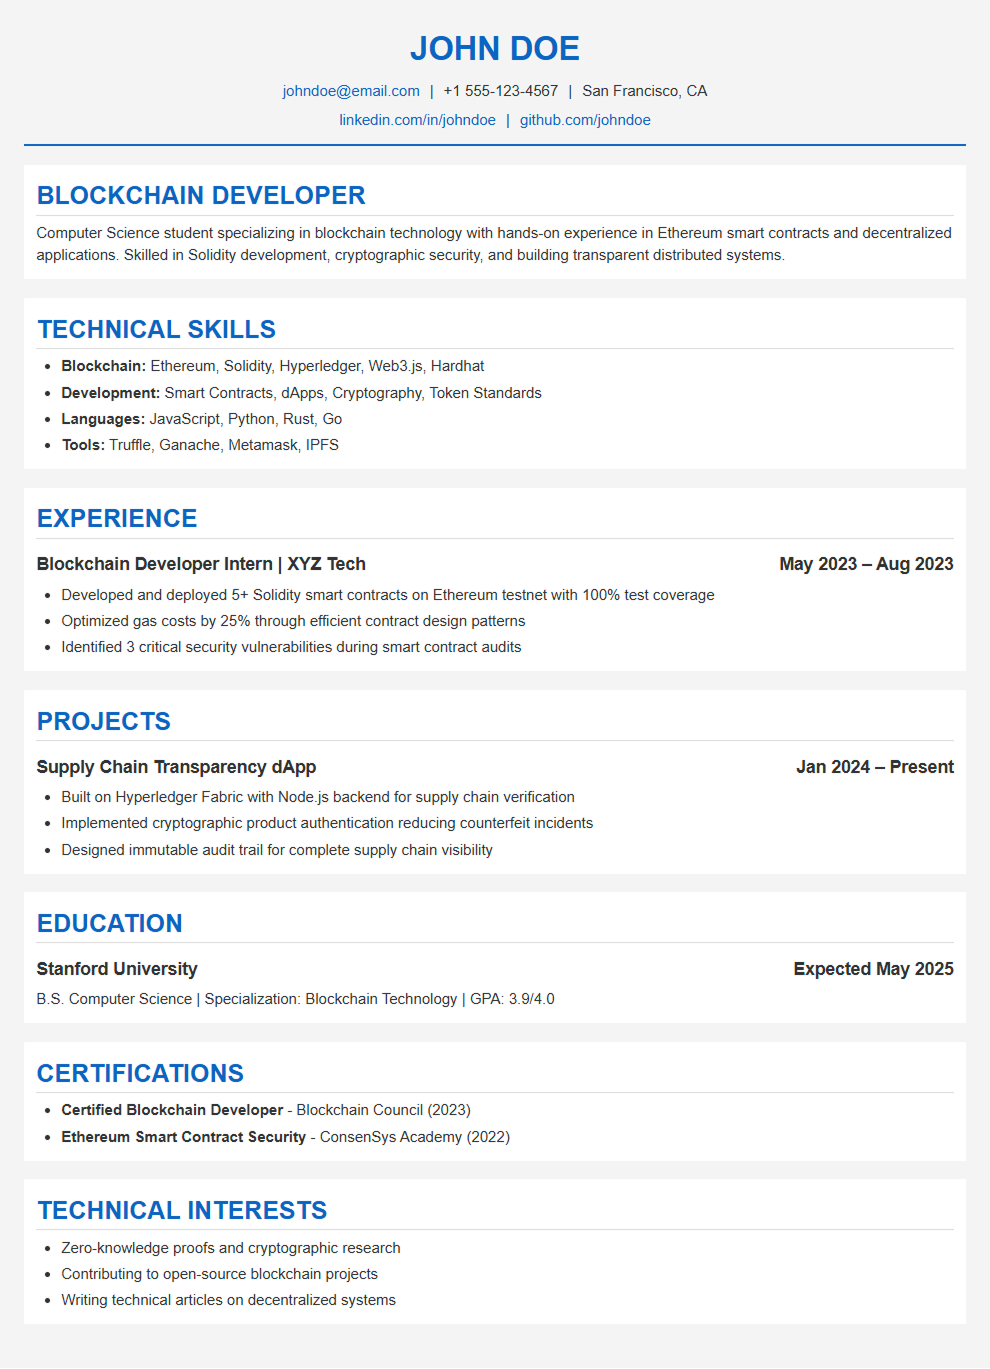 JOHN DOE
johndoe@email.com | +1 555-123-4567 | San Francisco, CA
linkedin.com/in/johndoe | github.com/johndoe
BLOCKCHAIN DEVELOPER
Computer Science student specializing in blockchain technology with hands-on experience in Ethereum smart contracts and decentralized
applications. Skilled in Solidity development, cryptographic security, and building transparent distributed systems.
TECHNICAL SKILLS
• Blockchain: Ethereum, Solidity, Hyperledger, Web3.js, Hardhat
• Development: Smart Contracts, dApps, Cryptography, Token Standards
• Languages: JavaScript, Python, Rust, Go
• Tools: Truffle, Ganache, Metamask, IPFS
EXPERIENCE
Blockchain Developer Intern | XYZ Tech May 2023 – Aug 2023
• Developed and deployed 5+ Solidity smart contracts on Ethereum testnet with 100% test coverage
• Optimized gas costs by 25% through efficient contract design patterns
• Identified 3 critical security vulnerabilities during smart contract audits
PROJECTS
Supply Chain Transparency dApp Jan 2024 – Present
• Built on Hyperledger Fabric with Node.js backend for supply chain verification
• Implemented cryptographic product authentication reducing counterfeit incidents
• Designed immutable audit trail for complete supply chain visibility
EDUCATION
Stanford University Expected May 2025
B.S. Computer Science | Specialization: Blockchain Technology | GPA: 3.9/4.0
CERTIFICATIONS
• Certified Blockchain Developer - Blockchain Council (2023)
• Ethereum Smart Contract Security - ConsenSys Academy (2022)
TECHNICAL INTERESTS
• Zero-knowledge proofs and cryptographic research
• Contributing to open-source blockchain projects
• Writing technical articles on decentralized systems